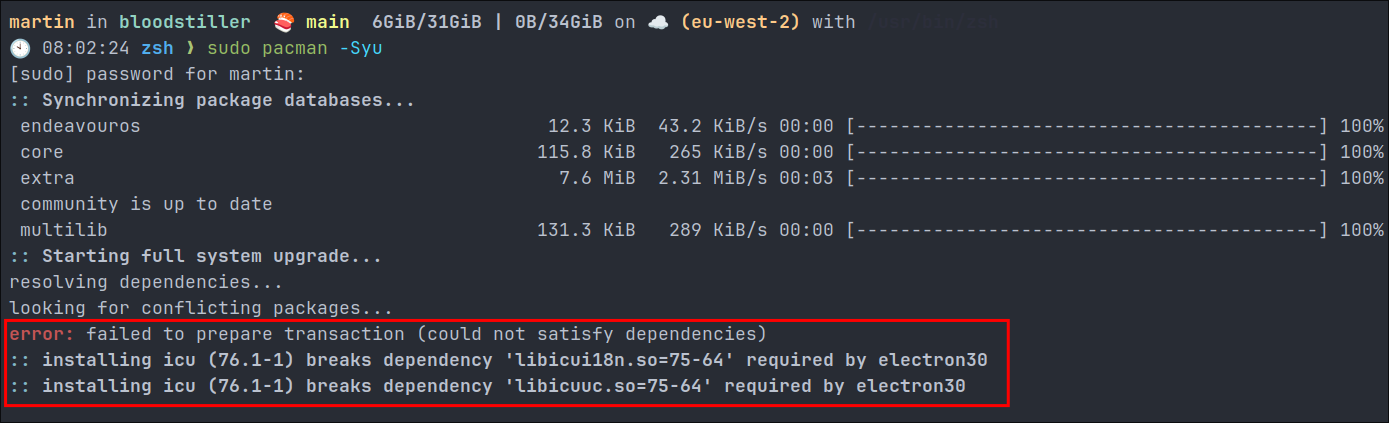 martin in bloodstiller 🍣 main 6GiB/31GiB | 0B/34GiB on ☁️ (eu-west-2) with
🕙 08:02:24 zsh ❱ sudo pacman -Syu
[sudo] password for martin:
:: Synchronizing package databases...
endeavouros 12.3 KiB 43.2 KiB/s 00:00 [------------------------------------------] 100%
core 115.8 KiB 265 KiB/s 00:00 [------------------------------------------] 100%
extra 7.6 MiB 2.31 MiB/s 00:03 [------------------------------------------] 100%
community is up to date
multilib 131.3 KiB 289 KiB/s 00:00 [------------------------------------------] 100%
:: Starting full system upgrade...
resolving dependencies...
looking for conflicting packages...
error: failed to prepare transaction (could not satisfy dependencies)
:: installing icu (76.1-1) breaks dependency 'libicui18n.so=75-64' required by electron30
:: installing icu (76.1-1) breaks dependency 'libicuuc.so=75-64' required by electron30